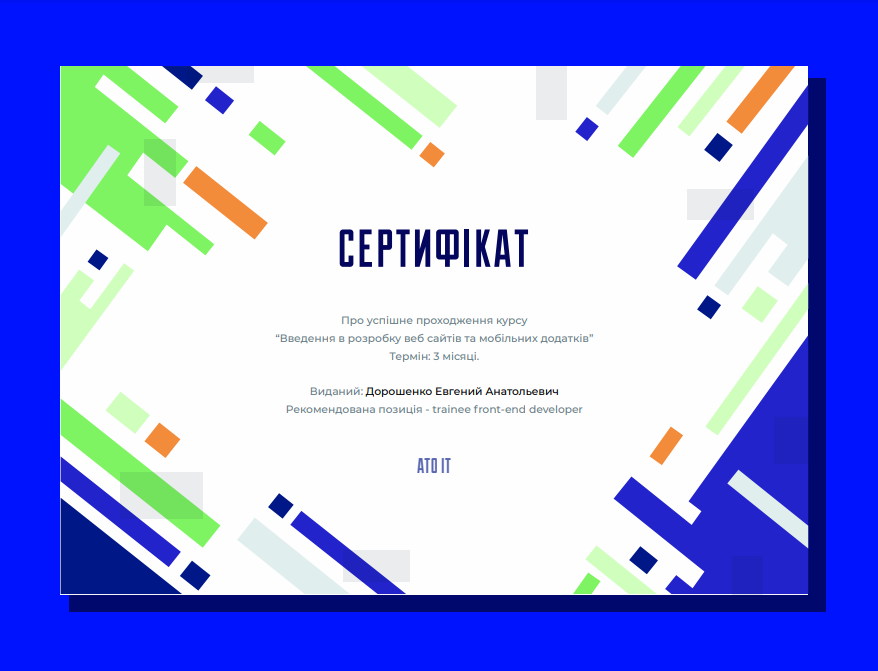 СЕРТИФІКАТ
Про успішне проходження курсу
“Введення в розробку веб сайтів та мобільних додатків”
Термін: 3 місяці.
Виданий: Дорошенко Евгений Анатольевич
Рекомендована позиція - trainee front-end developer
ATO IT